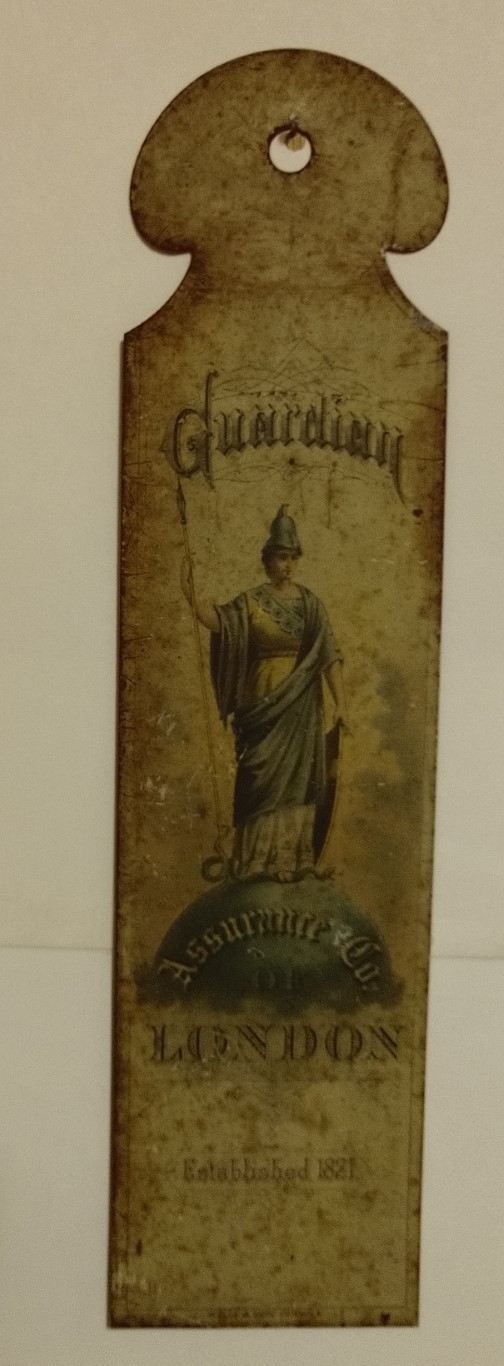 Guardian
Assurance Co.
OF
LONDON
Established 1821